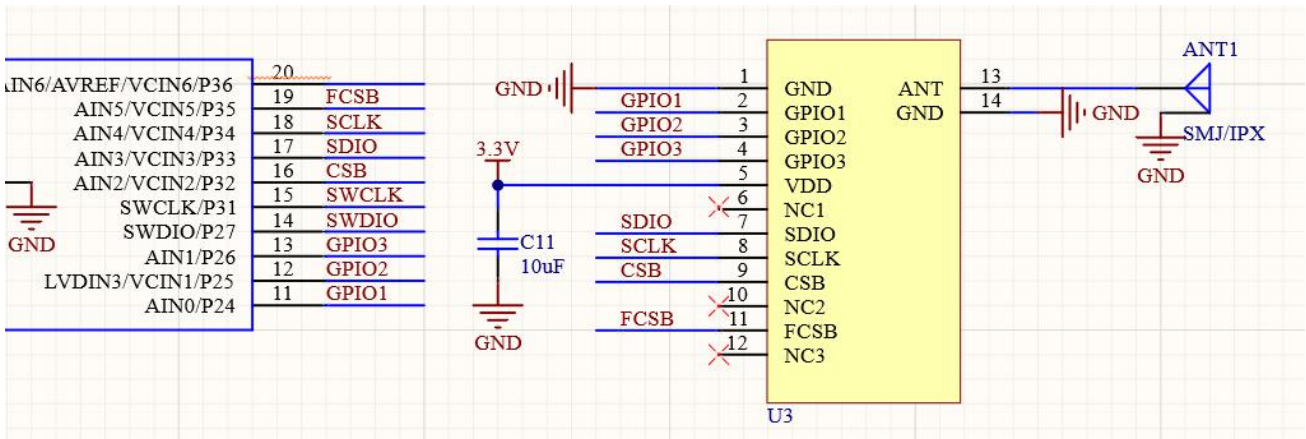 20
AIN6/AVREF/VCIN6/P36
19 FCSB
AIN5/VCIN5/P35
18 SCLK
AIN4/VCIN4/P34
17 SDIO
AIN3/VCIN3/P33
16 CSB
AIN2/VCIN2/P32
15 SWCLK
SWCLK/P31
14 SWDIO
SWDIO/P27
13 GPIO3
AIN1/P26
12 GPIO2
LVDIN3/VCIN1/P25
11 GPIO1
AIN0/P24
GND
3.3V
C11
10uF
GND
GND
1 GND
GPIO1 2 GPIO1
GPIO2 3 GPIO2
GPIO3 4 GPIO3
5 VDD
6 NC1
SDIO 7 SDIO
SCLK 8 SCLK
CSB 9 CSB
10 NC2
FCSB 11 FCSB
12 NC3
U3
ANT 13
GND 14
GND
ANT1
SMJ/IPX
GND